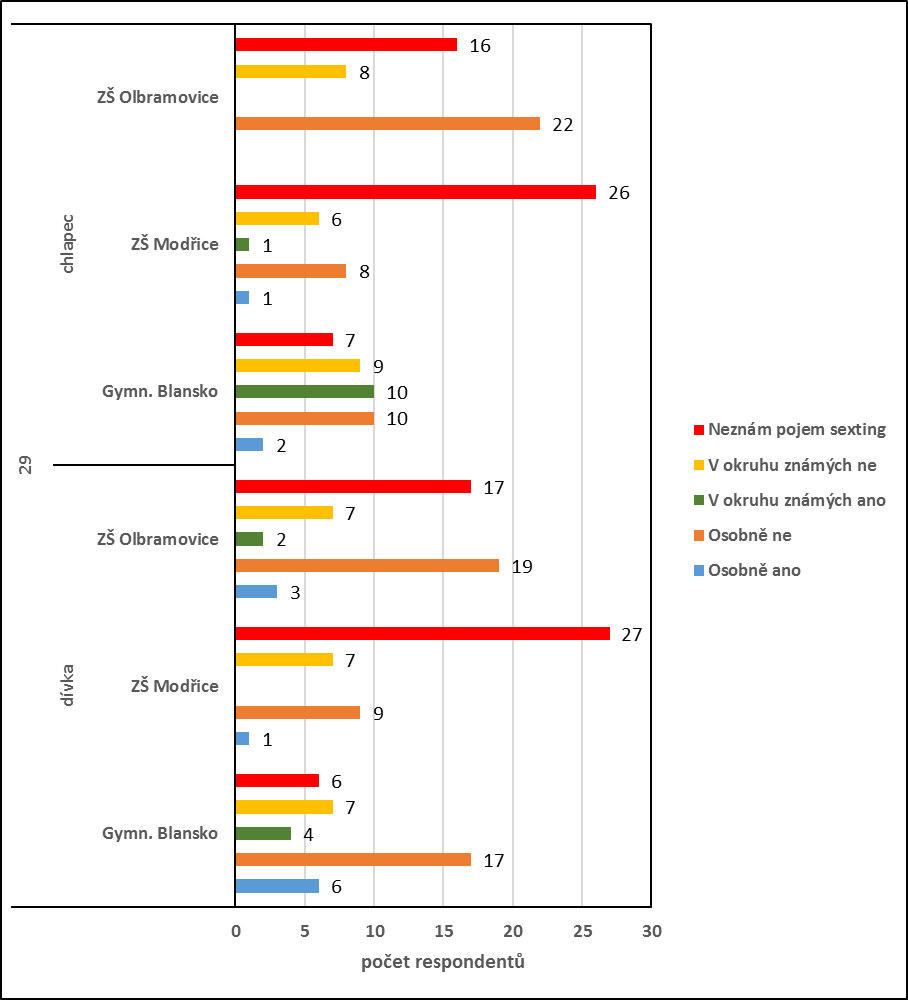 16
8
ZŠ Olbramovice
22
26
6
chlapec
ZŠ Modřice
1
8
1
7
9
Gymn. Blansko
10
10
2
29
17
7
ZŠ Olbramovice
2
19
3
27
7
dívka
ZŠ Modřice
9
1
6
7
Gymn. Blansko
4
17
6
0 5 10 15 20 25 30
počet respondentů
Neznám pojem sexting
V okruhu známých ne
V okruhu známých ano
Osobně ne
Osobně ano